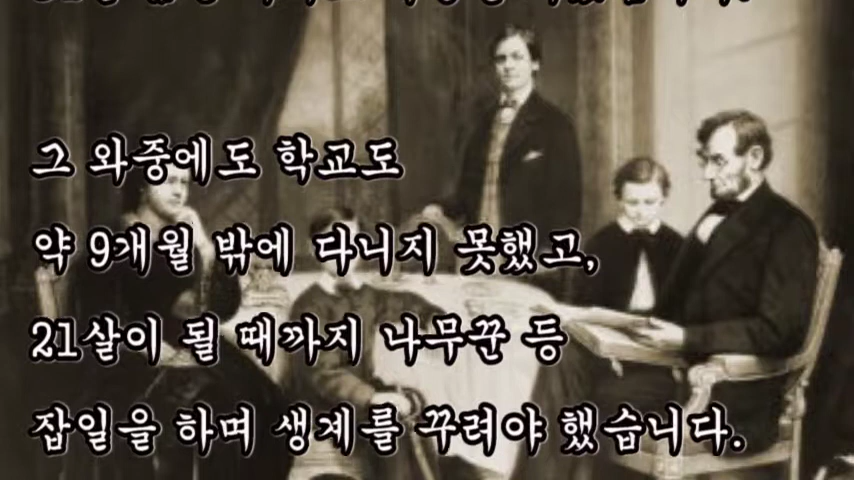 그 와중에도 학교도
약 9개월 밖에 다니지 못했고,
21살이 될 때까지 나무꾼 등
잡일을 하며 생계를 꾸려야 했습니다.